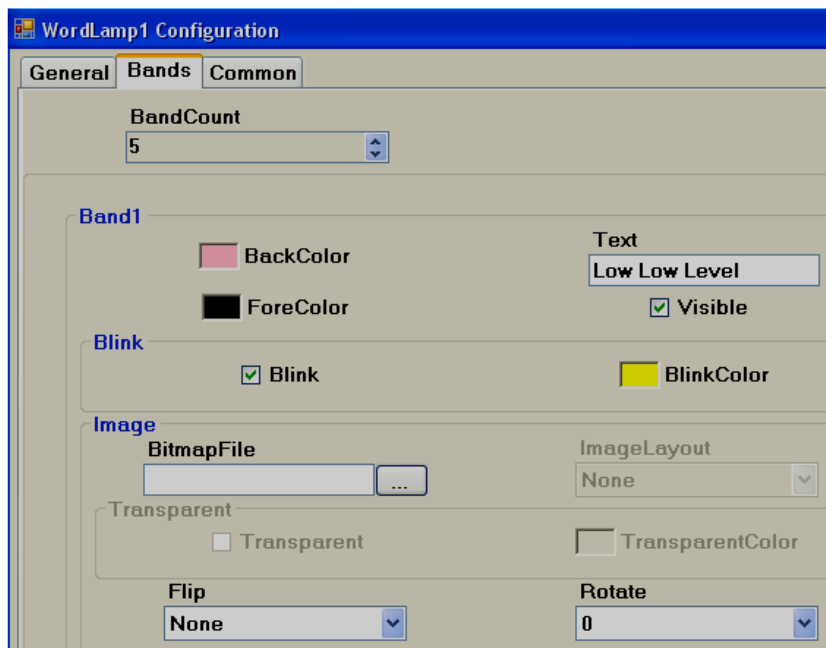 WordLamp1 Configuration
General Bands Common
BandCount
5
Band1
BackColor
Text
Low Low Level
ForeColor
Visible
Blink
Blink
BlinkColor
Image
BitmapFile
ImageLayout
...
None
Transparent
Transparent
TransparentColor
Flip
Rotate
None
0